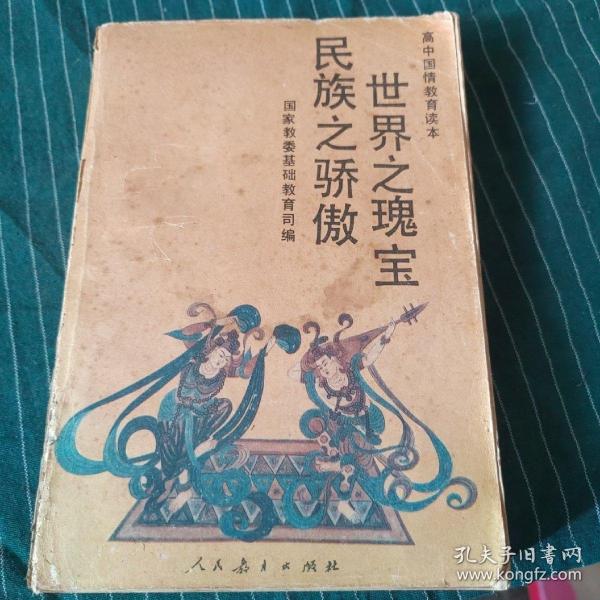 高中国情教育读本
世界之瑰宝
民族之骄傲
国家教委基础教育司编
人民教育出版社
孔夫子旧书网
www.kongfz.com